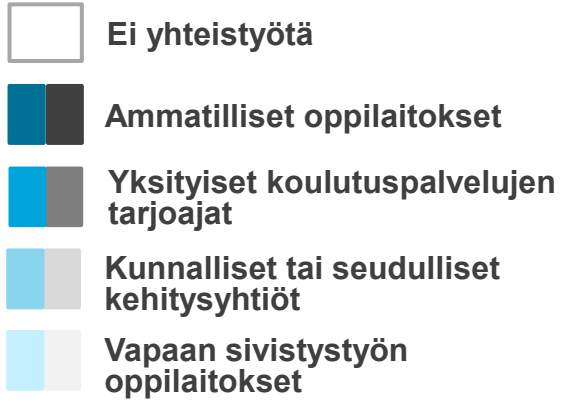 Ei yhteistyötä
Ammatilliset oppilaitokset
Yksityiset koulutuspalvelujen
tarjoajat
Kunnalliset tai seudulliset
kehitysyhtiöt
Vapaan sivistystyön
oppilaitokset